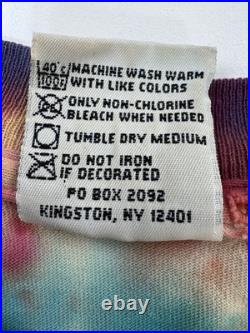 40°C MACHINE WASH WARM
100F WITH LIKE COLORS
ONLY NON-CHLORINE
BLEACH WHEN NEEDED
TUMBLE DRY MEDIUM
DO NOT IRON
IF DECORATED
PO BOX 2092
KINGSTON, NY 12401